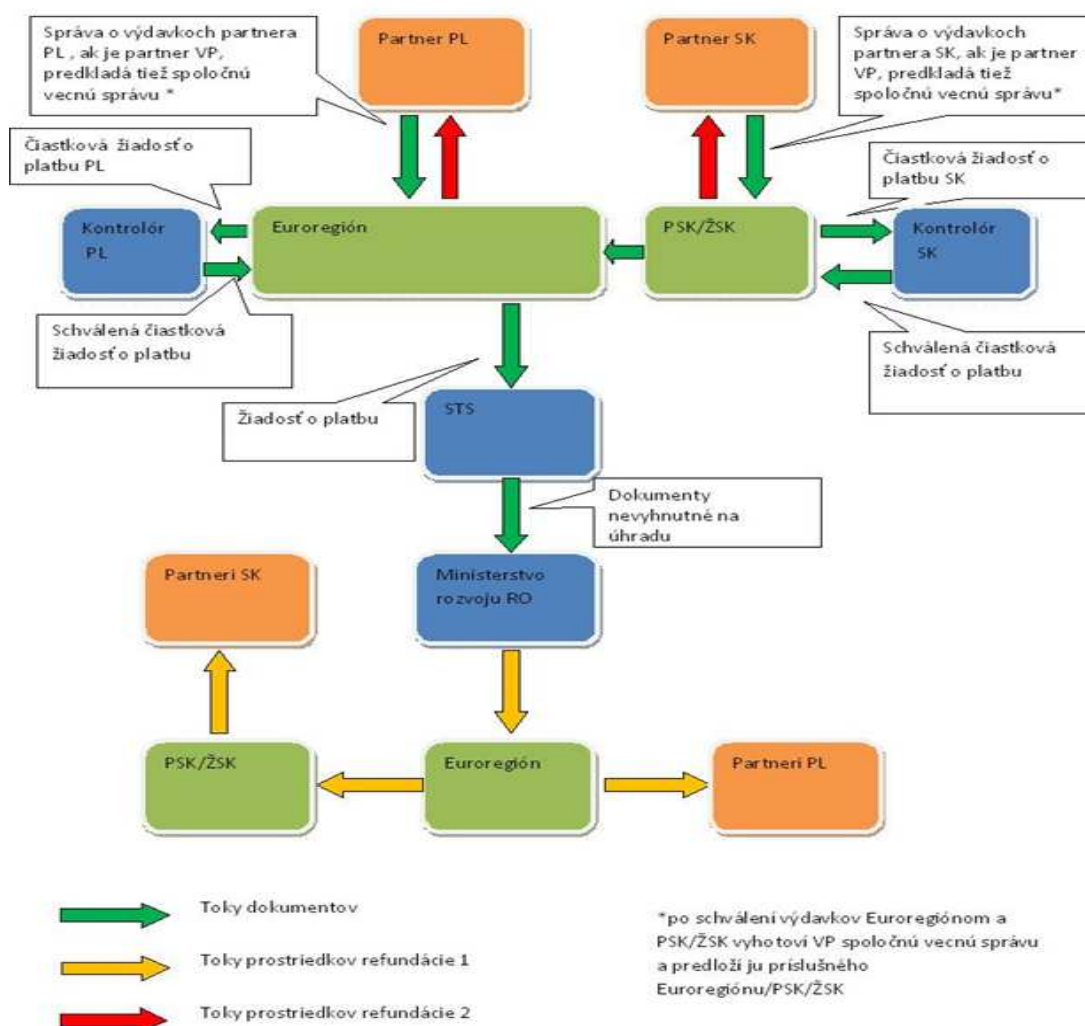 Správa o výdavkoch partnera
PL , ak je partner VP,
predkladá tiež spoločnú
vecnú správu *
Partner PL
Partner SK
Správa o výdavkoch
partnera SK, ak je partner
VP, predkladá tiež
spoločnú vecnú správu*
Čiastková žiadosť o
platbu PL
Čiastková žiadosť o
platbu SK
Kontrolór
PL
Euroregión
PSK/ŽSK
Kontrolór
SK
Schválená čiastková
žiadosť o platbu
Schválená čiastková
žiadosť o platbu
Žiadosť o platbu
STS
Dokumenty
nevyhnutné na
úhradu
Partneri SK
Ministerstvo
rozvoju RO
PSK/ŽSK
Euroregión
Partneri PL
Toky dokumentov
Toky prostriedkov refundácie 1
Toky prostriedkov refundácie 2
*po schválení výdavkov Euroregiónom a
PSK/ŽSK vyhotoví VP spoločnú vecnú správu
a predloží ju príslušného
Euroregiónu/PSK/ŽSK